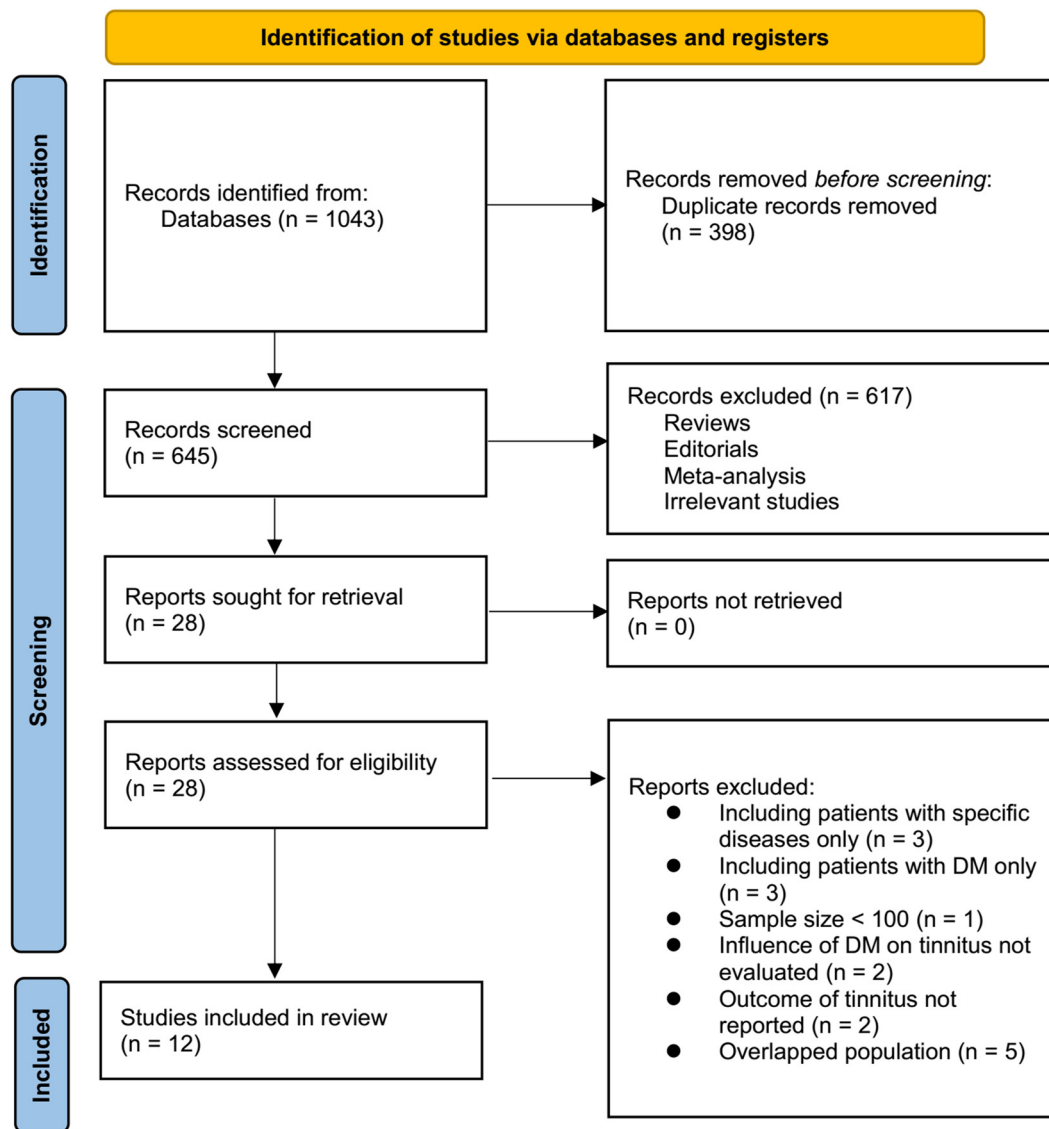 Identification of studies via databases and registers
Identification
Records identified from:
Databases (n = 1043)
Records removed before screening:
Duplicate records removed
(n = 398)
Screening
Records screened
(n = 645)
Records excluded (n = 617)
Reviews
Editorials
Meta-analysis
Irrelevant studies
Reports sought for retrieval
(n = 28)
Reports not retrieved
(n = 0)
Reports assessed for eligibility
(n = 28)
Reports excluded:
● Including patients with specific
diseases only (n = 3)
● Including patients with DM only
(n = 3)
● Sample size < 100 (n = 1)
● Influence of DM on tinnitus not
evaluated (n = 2)
● Outcome of tinnitus not
reported (n = 2)
● Overlapped population (n = 5)
Included
Studies included in review
(n = 12)